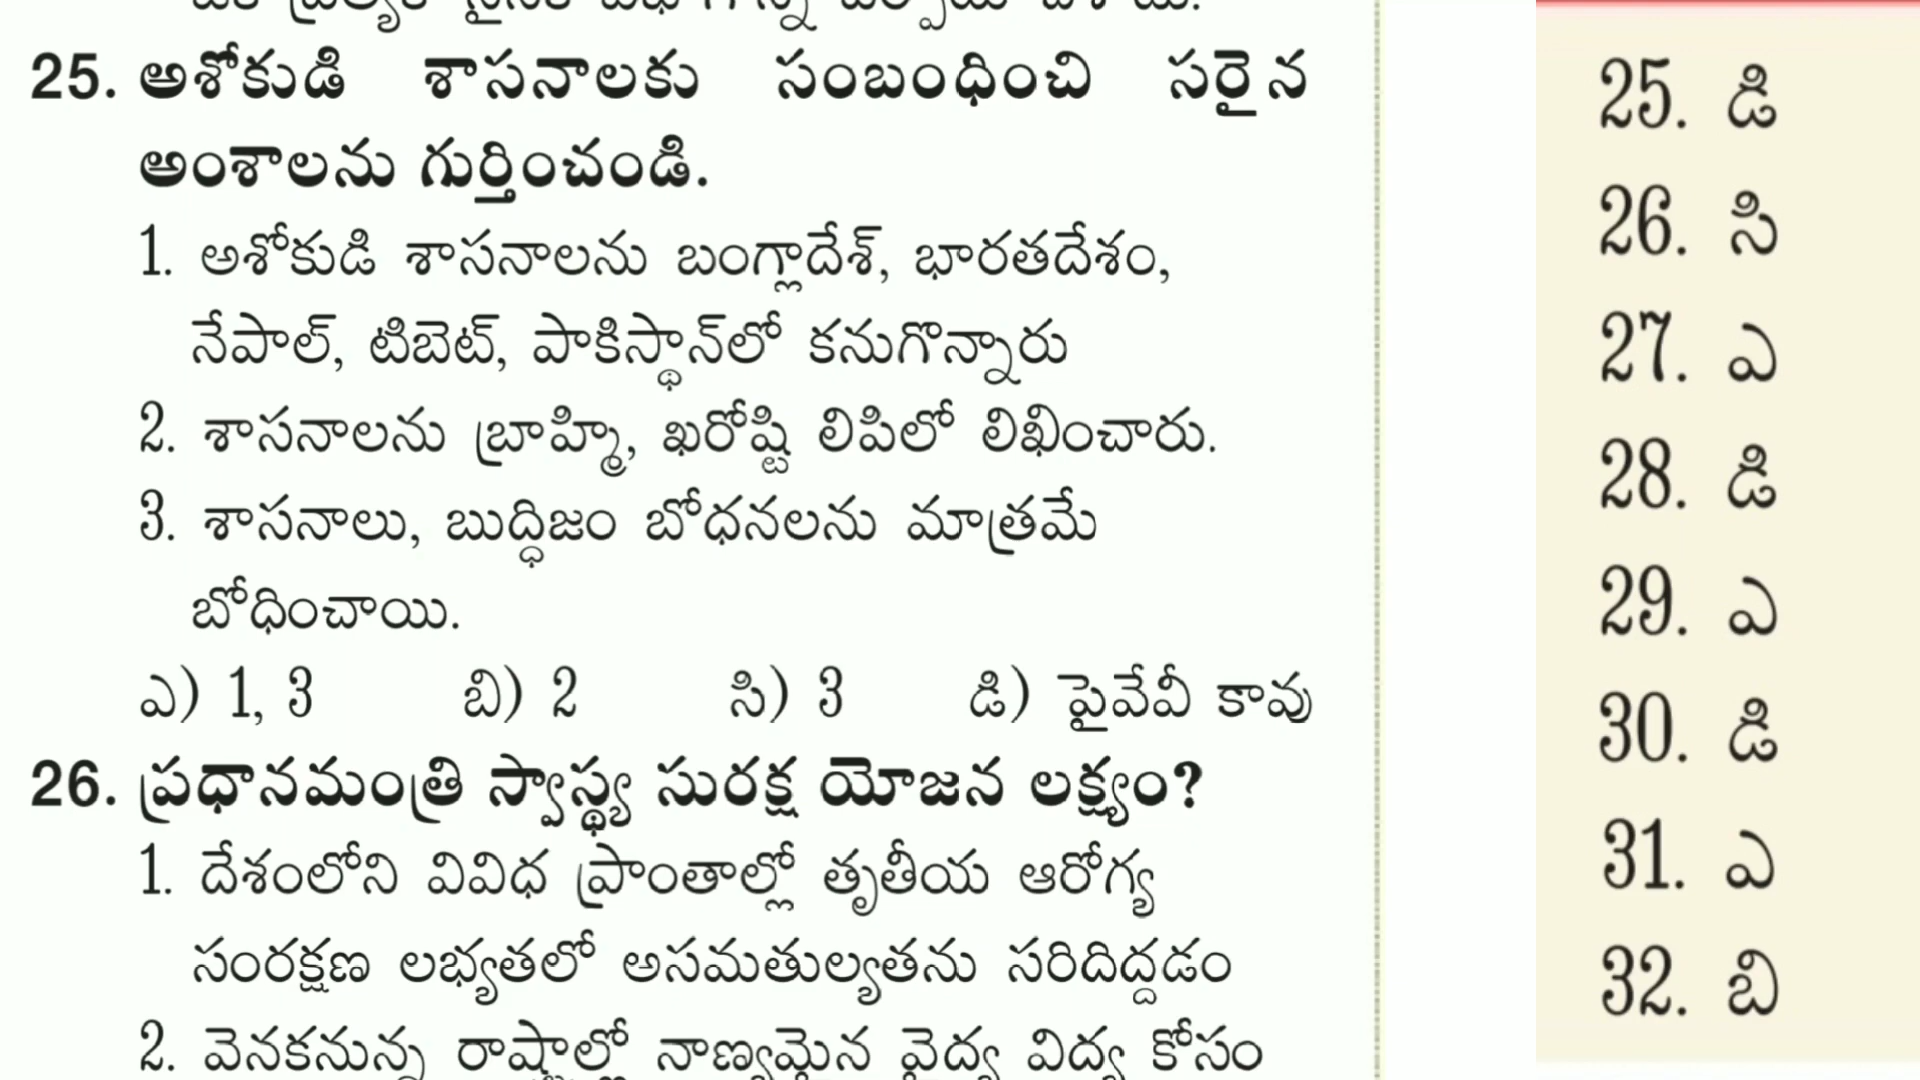 25. అశోకుడి శాసనాలకు సంబంధించి సరైన
అంశాలను గుర్తించండి.
1. అశోకుడి శాసనాలను బంగ్లాదేశ్, భారతదేశం,
నేపాల్, టిబెట్, పాకిస్థాన్‌లో కనుగొన్నారు
2. శాసనాలను బ్రాహ్మి, ఖరోష్టి లిపిలో లిఖించారు.
3. శాసనాలు, బుద్ధిజం బోధనలను మాత్రమే
బోధించాయి.
ఎ) 1, 3 బి) 2 సి) 3 డి) పైవేవీ కావు
26. ప్రధానమంత్రి స్వాస్థ్య సురక్ష యోజన లక్ష్యం?
1. దేశంలోని వివిధ ప్రాంతాల్లో తృతీయ ఆరోగ్య
సంరక్షణ లభ్యతలో అసమతుల్యతను సరిదిద్దడం
2. వెనకనున్న రాష్ట్రాల్లో నాణ్యమైన వైద్య విద్య కోసం
25. డి
26. సి
27. ఎ
28. డి
29. ఎ
30. డి
31. ఎ
32. బి